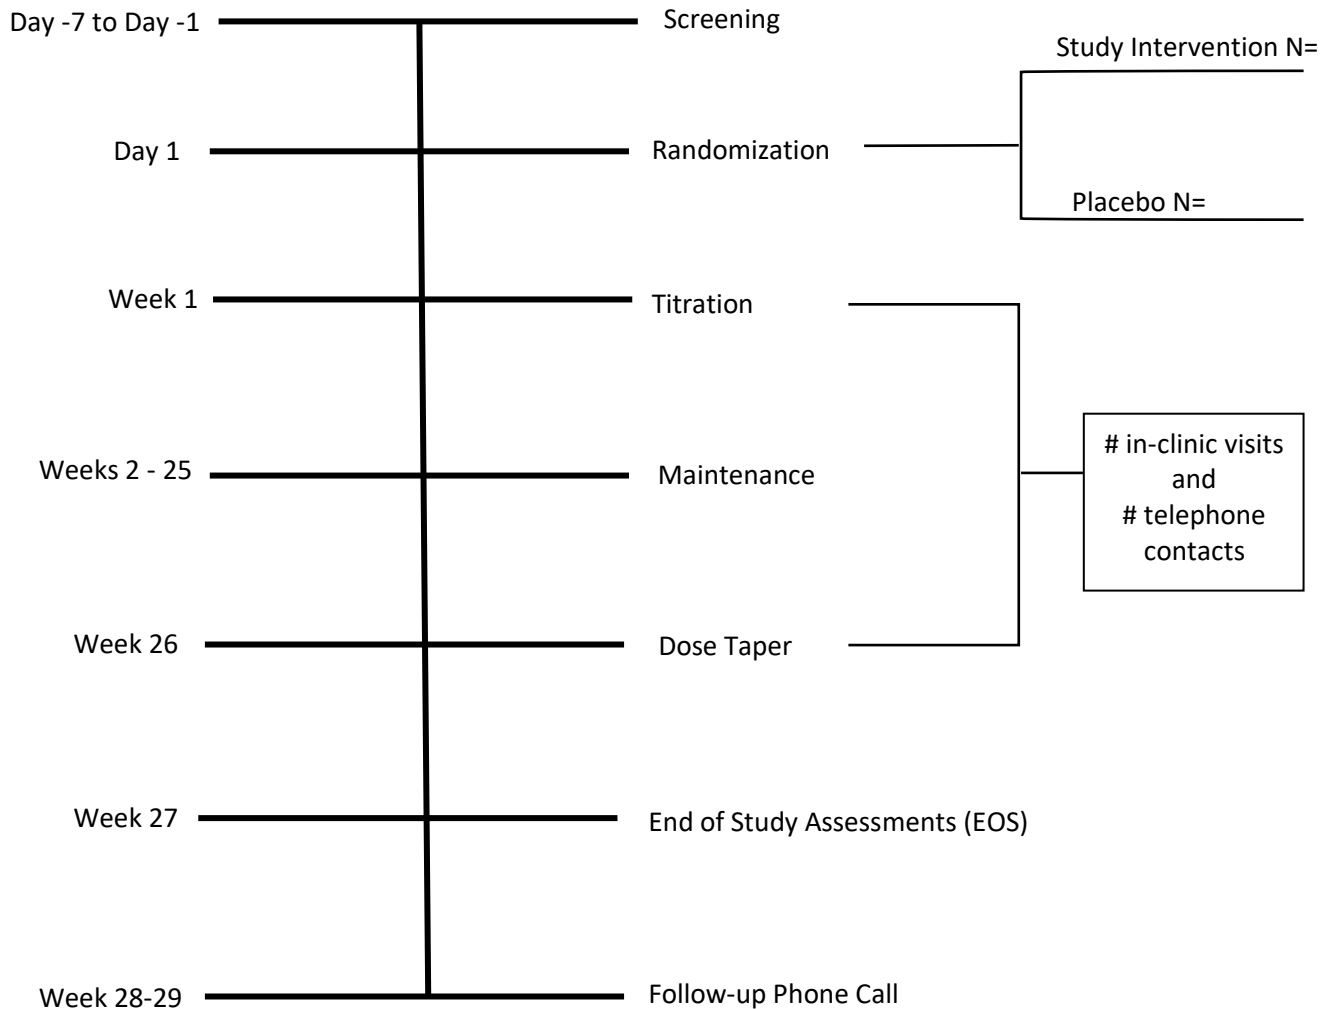 Day -7 to Day -1
Screening
Study Intervention N=
Day 1
Randomization
Placebo N=
Week 1
Titration
# in-clinic visits
and
# telephone
contacts
Weeks 2 - 25
Maintenance
Week 26
Dose Taper
Week 27
End of Study Assessments (EOS)
Week 28-29
Follow-up Phone Call